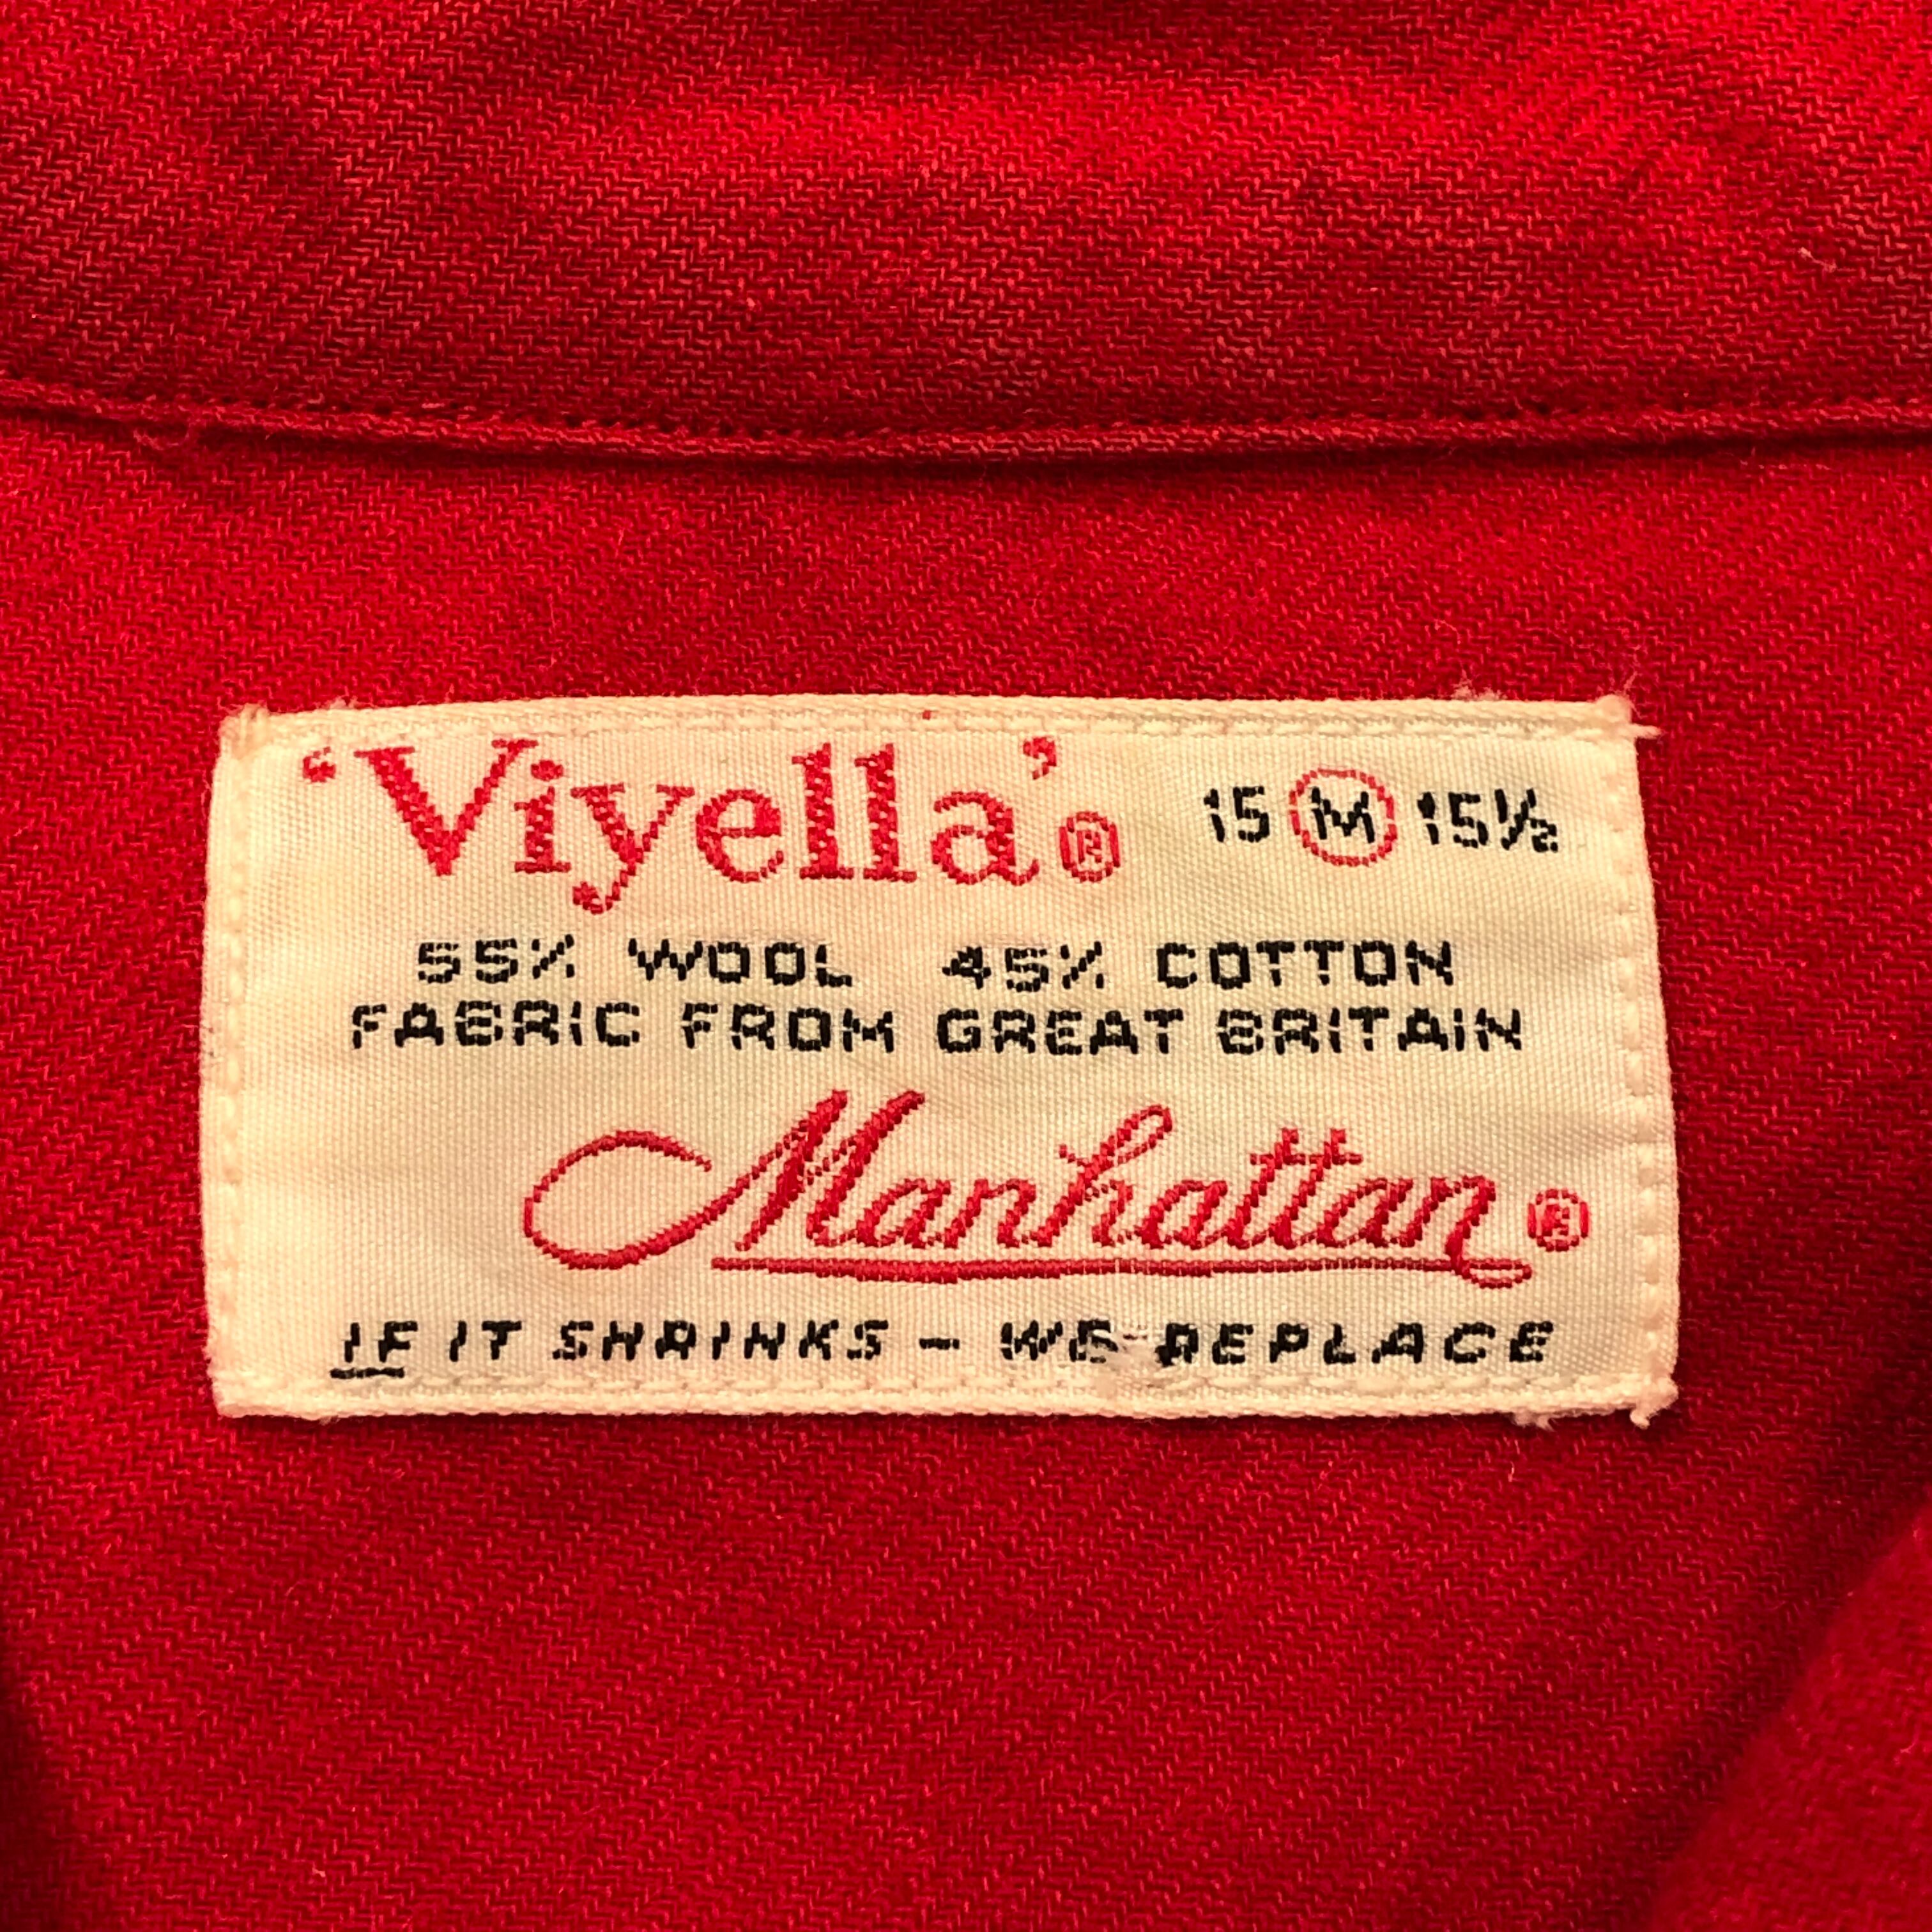 ‘Viyella’® 15 M 15½
55% WOOL 45% COTTON
FABRIC FROM GREAT BRITAIN
Manhattan®
IF IT SHRINKS – WE REPLACE